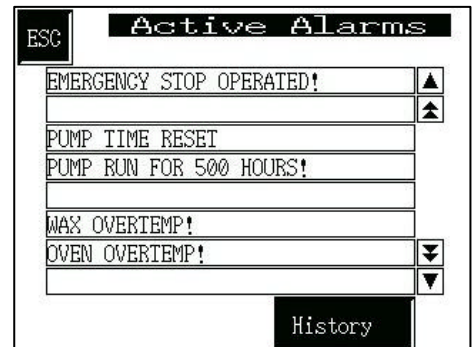 ESC
Active Alarms
EMERGENCY STOP OPERATED!
PUMP TIME RESET
PUMP RUN FOR 500 HOURS!
WAX OVERTEMP!
OVEN OVERTEMP!
History